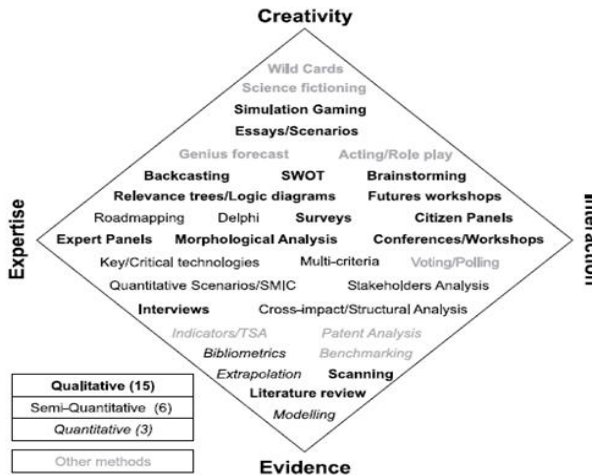 Creativity
Wild Cards
Science fictioning
Simulation Gaming
Essays/Scenarios
Genius forecast Acting/Role play
Backcasting SWOT Brainstorming
Relevance trees/Logic diagrams Futures workshops
Roadmapping Delphi Surveys Citizen Panels
Expert Panels Morphological Analysis Conferences/Workshops
Key/Critical technologies Multi-criteria Voting/Polling
Quantitative Scenarios/SMIC Stakeholders Analysis
Interviews Cross-impact/Structural Analysis
Indicators/TSA Patent Analysis
Bibliometrics Benchmarking
Extrapolation Scanning
Literature review
Modelling
Evidence
Expertise
Interaction
Qualitative (15)
Semi-Quantitative (6)
Quantitative (3)
Other methods